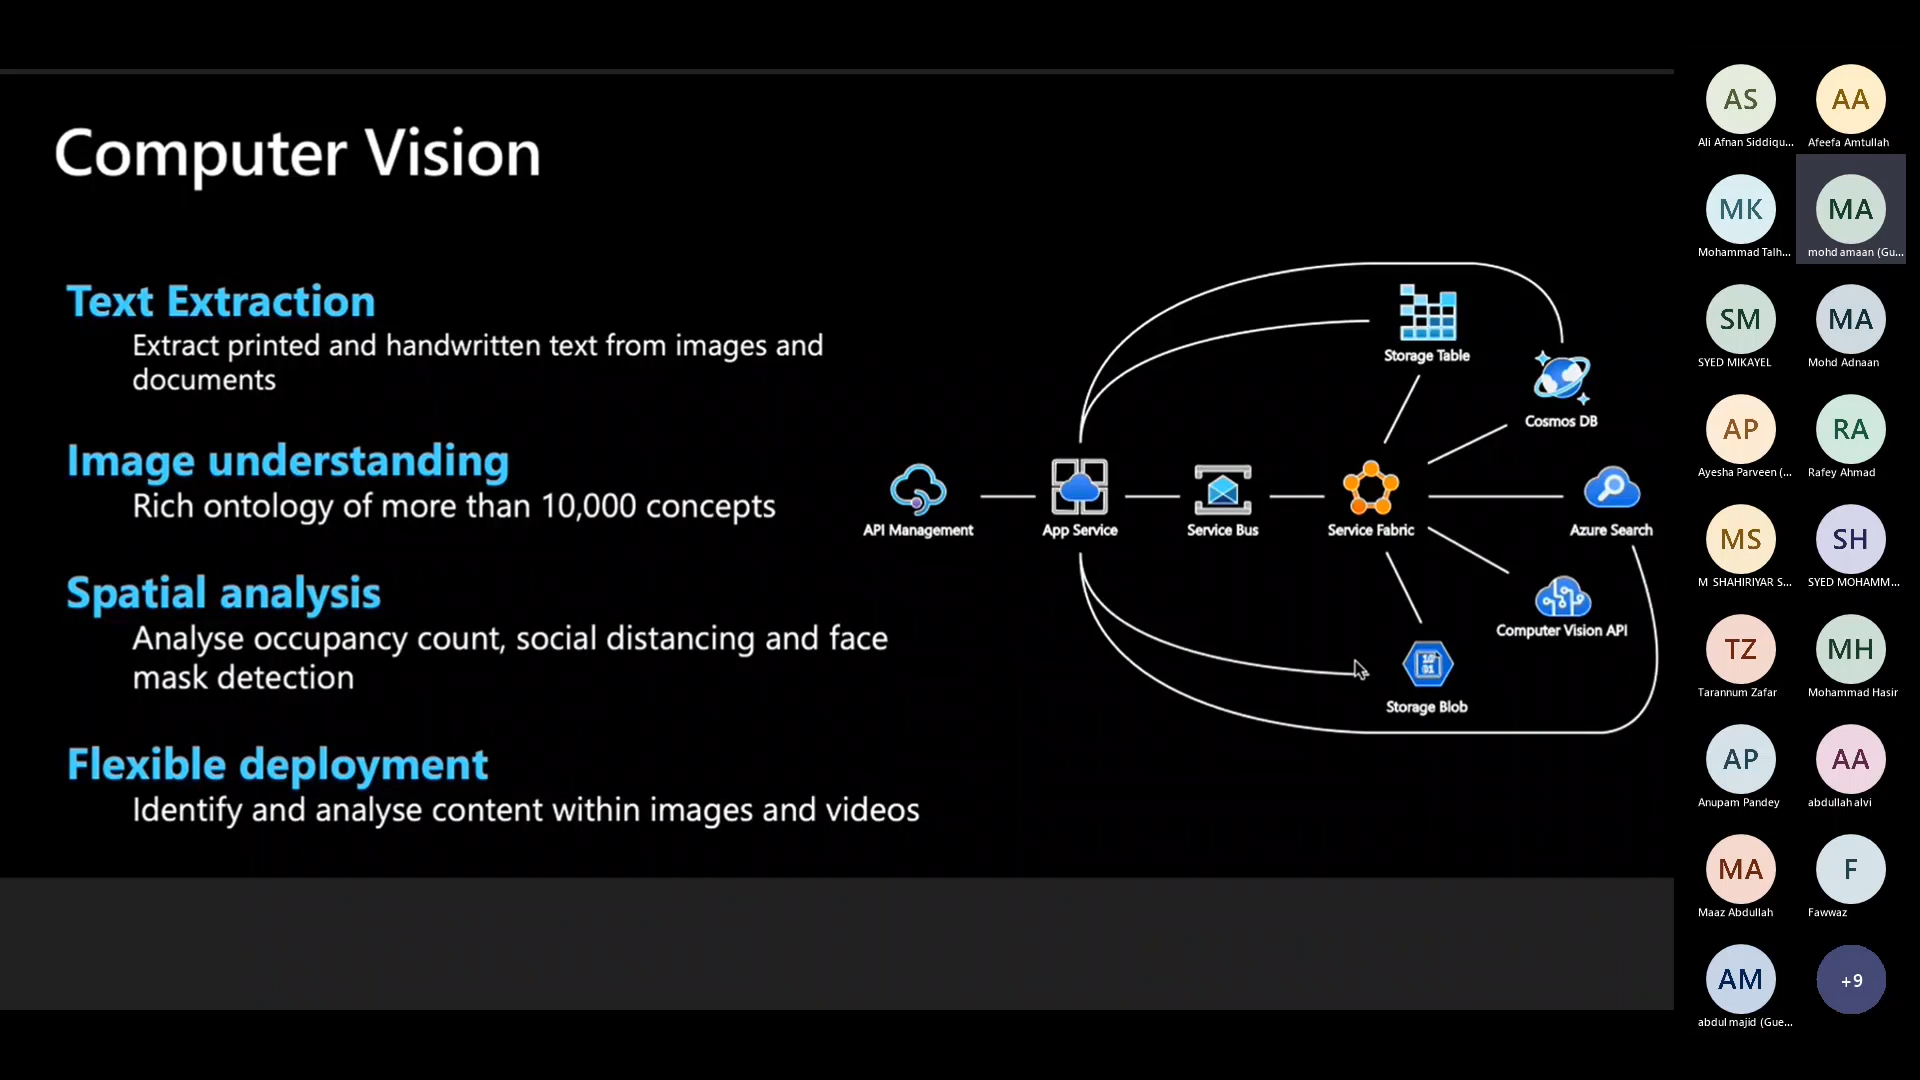 Computer Vision
Text Extraction
Extract printed and handwritten text from images and
documents
Image understanding
Rich ontology of more than 10,000 concepts
Spatial analysis
Analyse occupancy count, social distancing and face
mask detection
Flexible deployment
Identify and analyse content within images and videos
Storage Table
Cosmos DB
API Management
App Service
Service Bus
Service Fabric
Azure Search
Computer Vision API
10
01
Storage Blob
AS
Ali Afnan Siddiqu...
AA
Afeefa Amtullah
MK
Mohammad Talh...
MA
mohd amaan (Gu...
SM
SYED MIKAYEL
MA
Mohd Adnaan
AP
Ayesha Parveen (...
RA
Rafey Ahmad
MS
M SHAHIRIYAR S...
SH
SYED MOHAMM...
TZ
Tarannum Zafar
MH
Mohammad Hasir
AP
Anupam Pandey
AA
abdullah alvi
MA
Maaz Abdullah
F
Fawwaz
AM
abdul majid (Gue...
+9